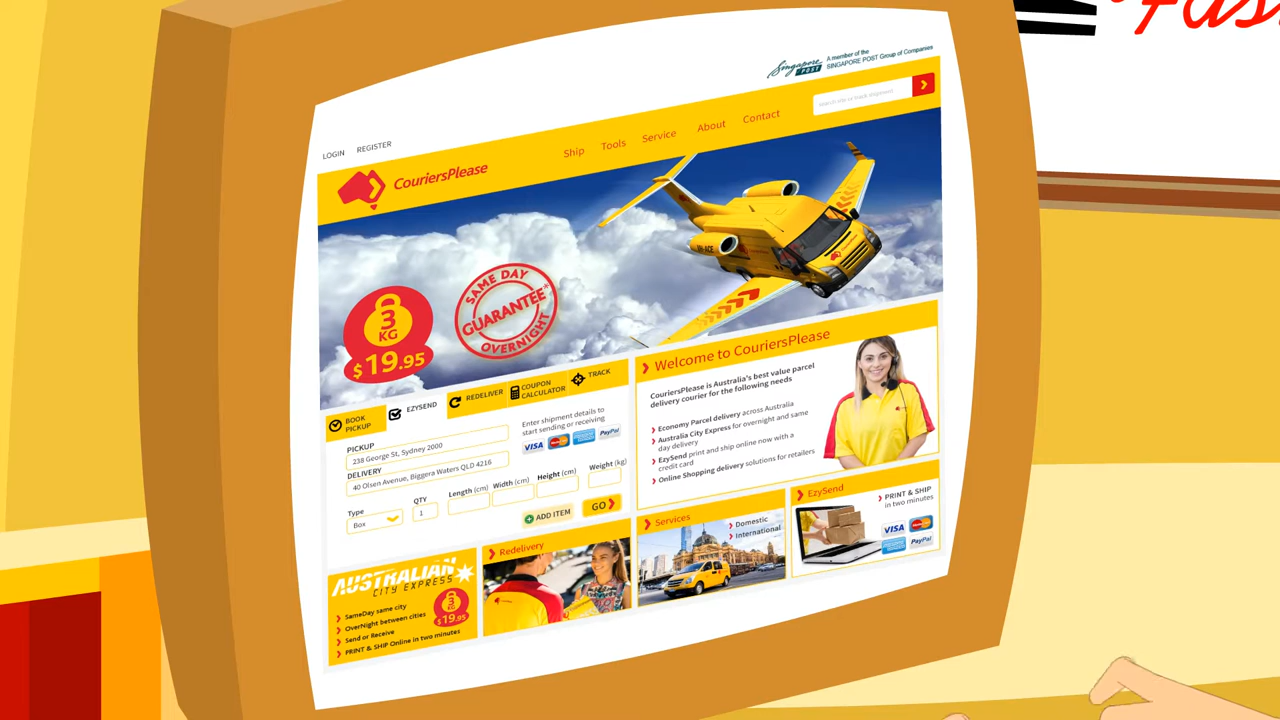 Fas
Singapore POST
A member of the
SINGAPORE POST Group of Companies
LOGIN REGISTER
CouriersPlease
Ship Tools Service About Contact
3
KG
$19.95
SAME DAY
GUARANTEE*
OVERNIGHT
BOOK
PICKUP
EZYSEND
REDELIVER
COUPON
CALCULATOR
TRACK
PICKUP
238 George St, Sydney 2000
DELIVERY
40 Olsen Avenue, Biggera Waters QLD 4216
Enter shipment details to
start sending or receiving
VISA MasterCard PayPal
Type QTY Length (cm) Width (cm) Height (cm) Weight (kg)
Box 1
ADD ITEM GO
Welcome to CouriersPlease
CouriersPlease is Australia's best value parcel
delivery courier for the following needs
Economy Parcel delivery across Australia
Australia City Express for overnight and same
day delivery
EzySend print and ship online now with a
credit card
Online Shopping delivery solutions for retailers
AUSTRALIAN
CITY EXPRESS
SameDay same city
OverNight between cities
Send or Receive
PRINT & SHIP Online in two minutes
3
KG
$19.95
Redelivery
Services
Domestic
International
EzySend
PRINT & SHIP
in two minutes
VISA MasterCard
PayPal